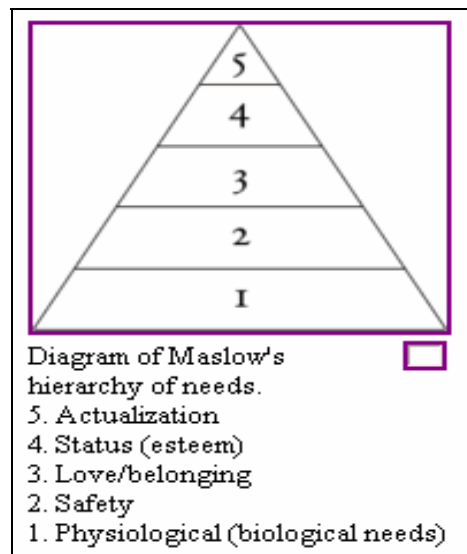 5
4
3
2
1
Diagram of Maslow's
hierarchy of needs.
5. Actualization
4. Status (esteem)
3. Love/belonging
2. Safety
1. Physiological (biological needs)